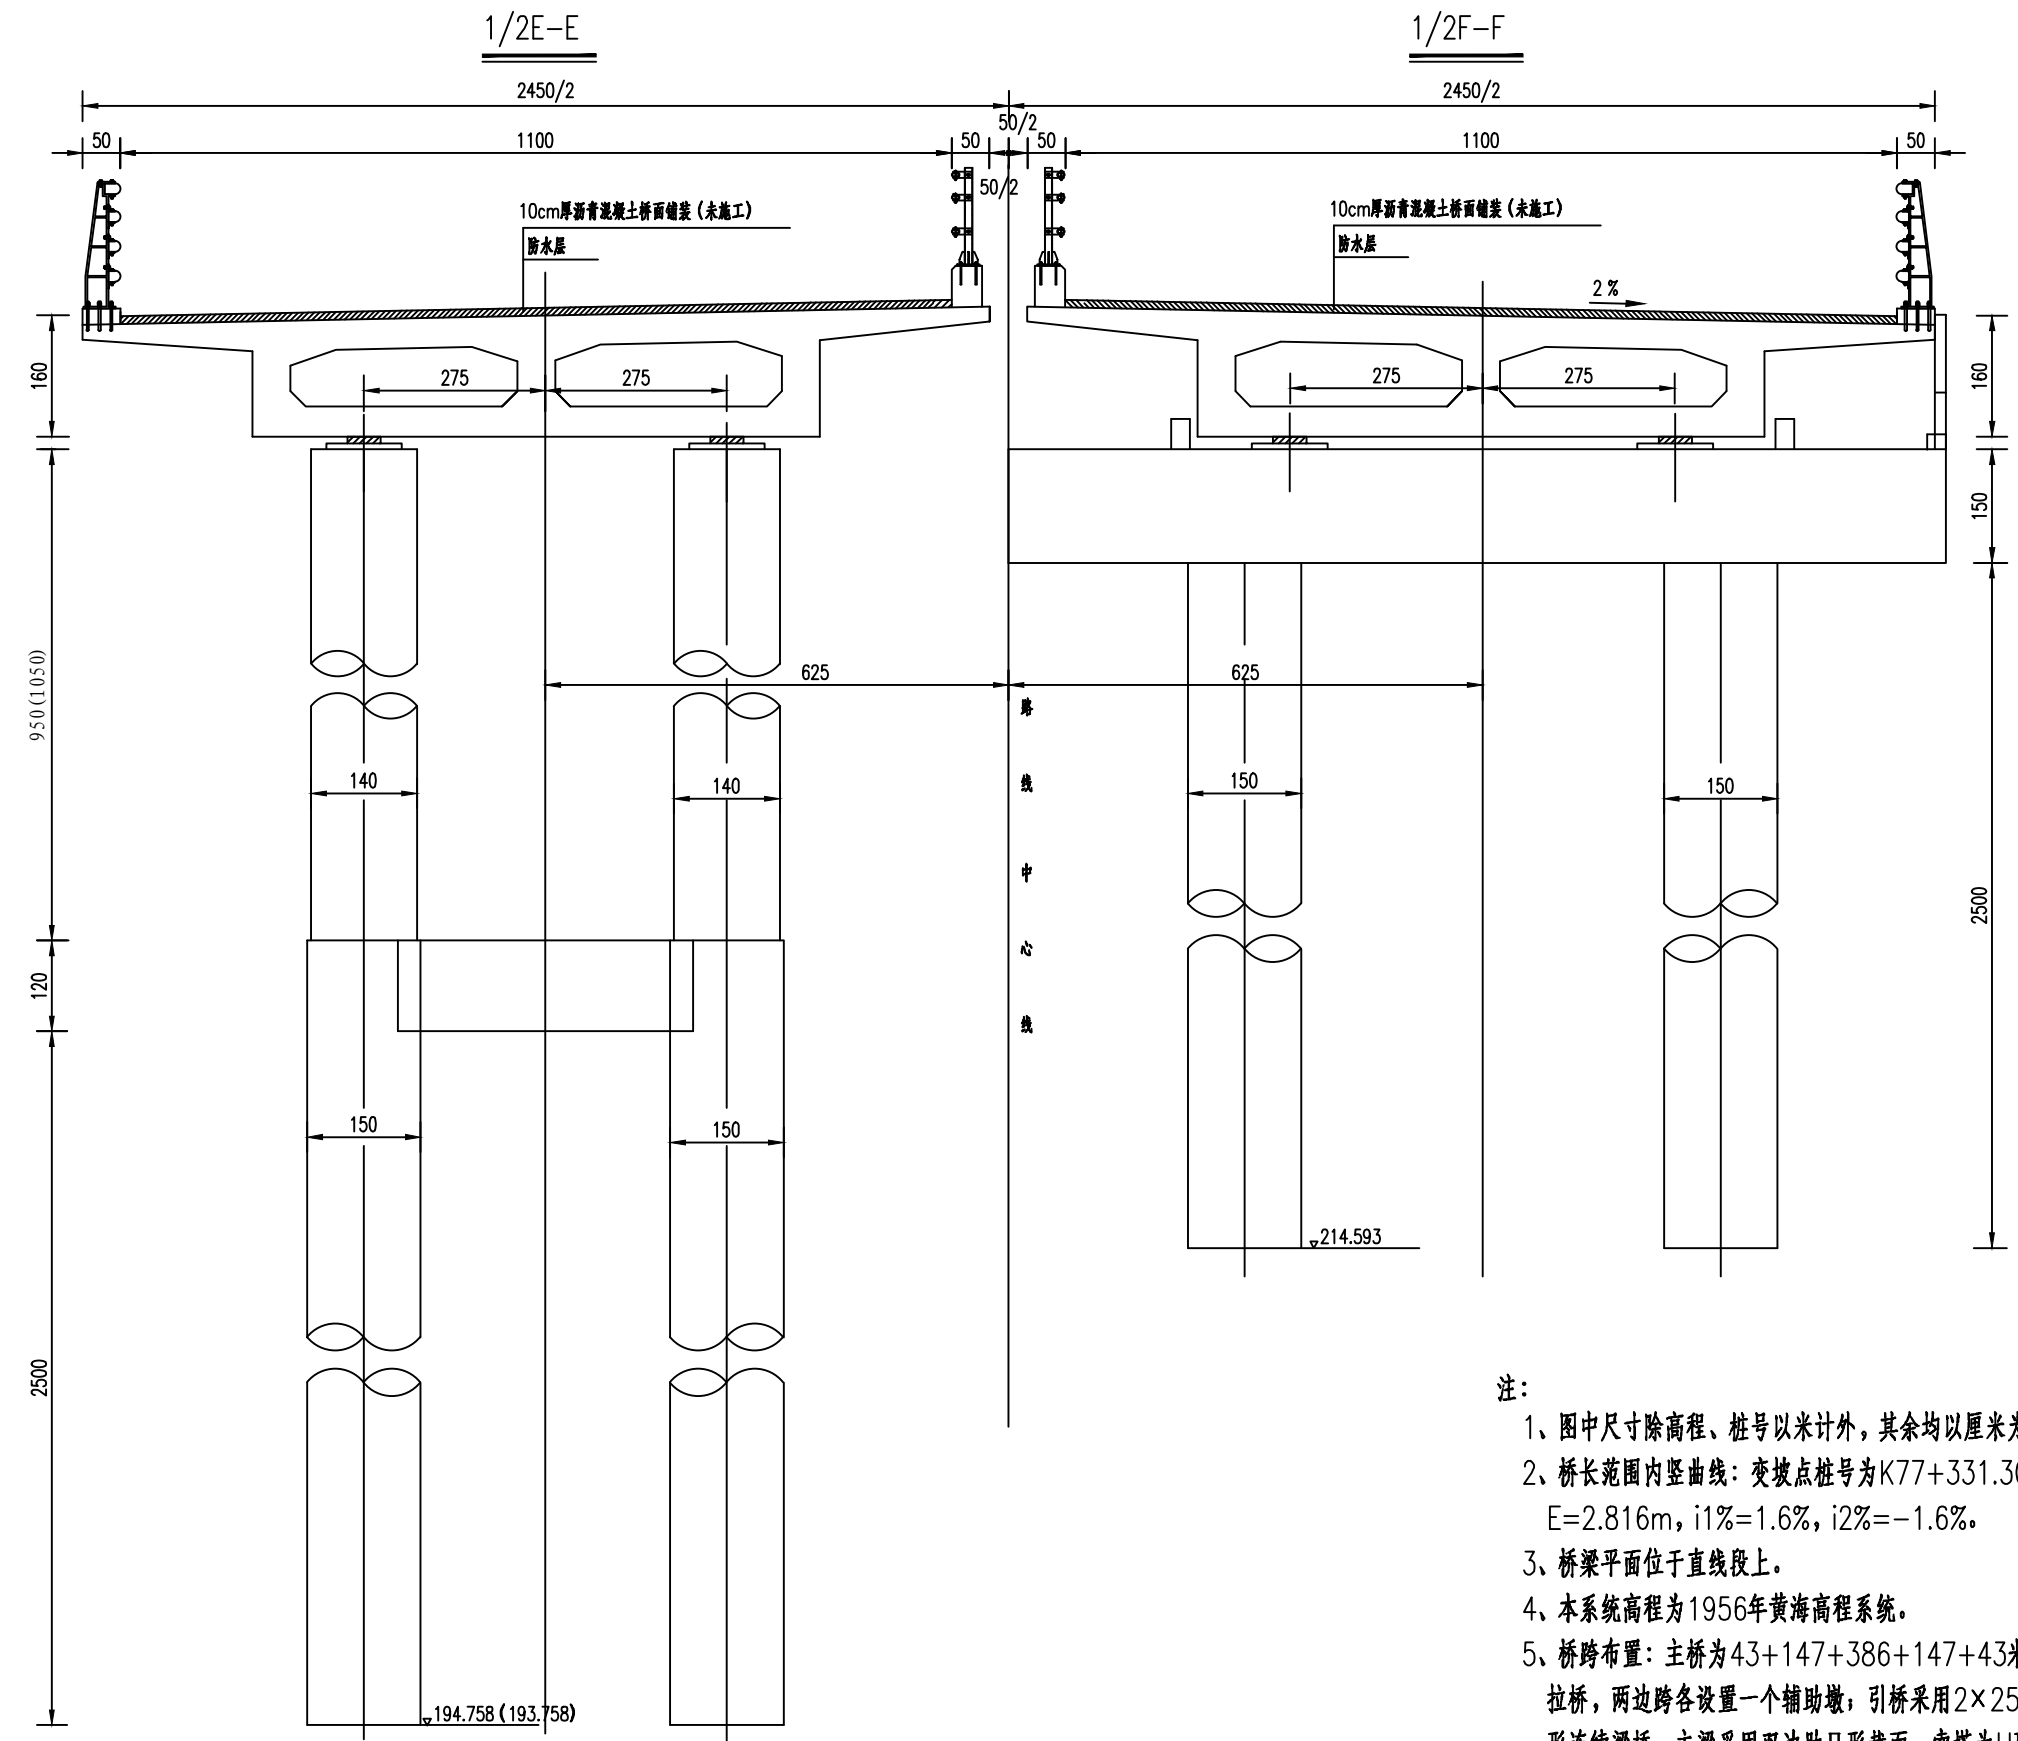 1/2E-E
1/2F-F
2450/2
2450/2
50
1100
50
50/2
50
1100
50
50/2
10cm厚沥青混凝土桥面铺装(未施工)
防水层
10cm厚沥青混凝土桥面铺装(未施工)
防水层
2%
160
275
275
275
275
160
150
950(1050)
625
625
路
线
中
心
线
140
140
150
150
2500
120
150
150
214.593
2500
194.758(193.758)
注:
1、图中尺寸除高程、桩号以米计外,其余均以厘米为
2、桥长范围内竖曲线:变坡点桩号为K77+331.30
E=2.816m,i1%=1.6%,i2%=-1.6%。
3、桥梁平面位于直线段上。
4、本系统高程为1956年黄海高程系统。
5、桥跨布置:主桥为43+147+386+147+43米
拉桥,两边跨各设置一个辅助墩;引桥采用2×25